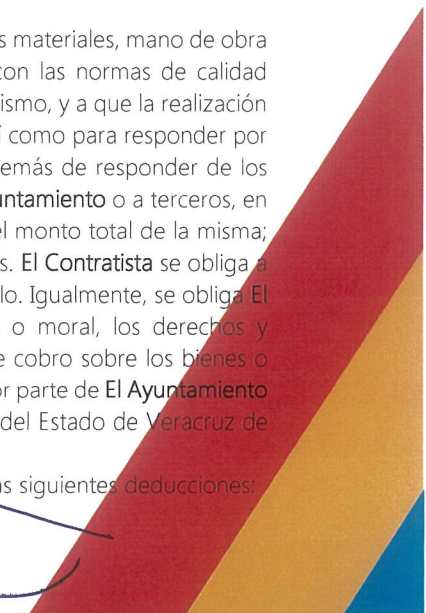 s materiales, mano de obra
con las normas de calidad
ismo, y a que la realización
í como para responder por
emás de responder de los
untamiento o a terceros, en
el monto total de la misma;
s. El Contratista se obliga a
lo. Igualmente, se obliga El
o moral, los derechos y
e cobro sobre los bienes o
or parte de El Ayuntamiento
del Estado de Veracruz de
as siguientes deducciones: